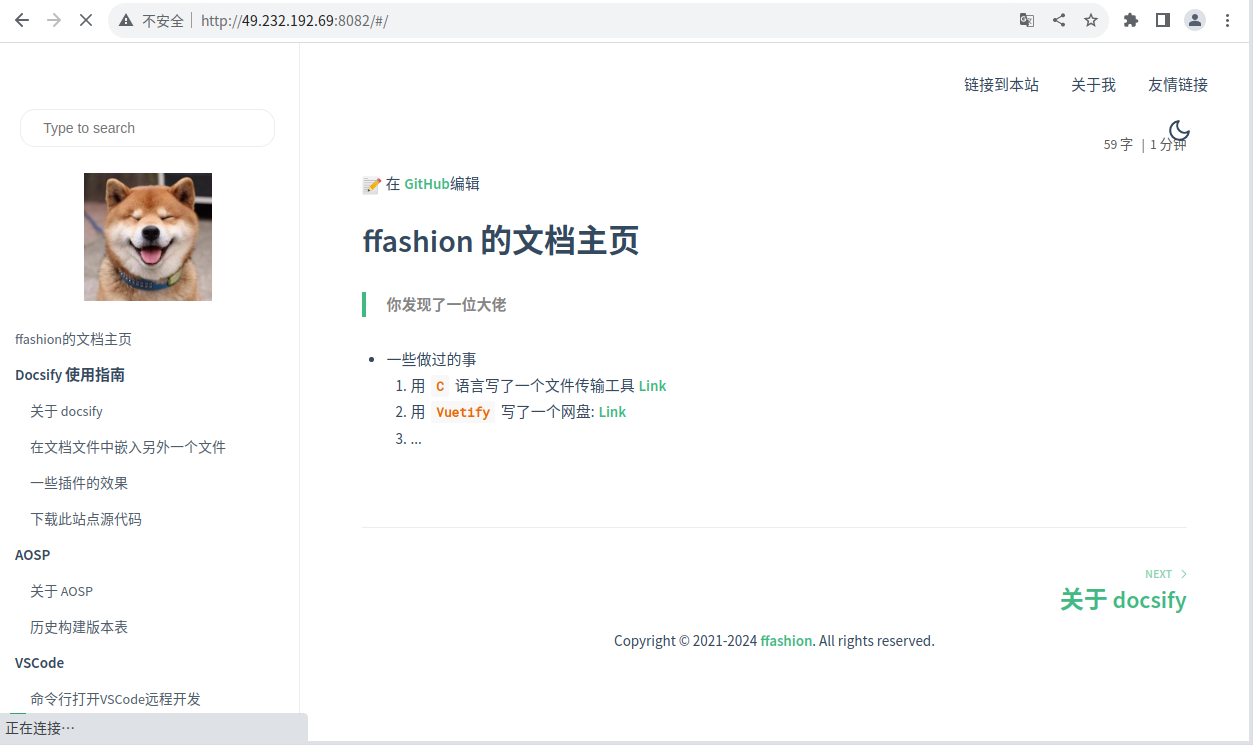 不安全 http://49.232.192.69:8082/#/
链接到本站 关于我 友情链接
Type to search
59 字 | 1 分钟
在 GitHub编辑
ffashion 的文档主页
你发现了一位大佬
一些做过的事
1. 用 C 语言写了一个文件传输工具 Link
2. 用 Vuetify 写了一个网盘: Link
3. ...
NEXT
关于 docsify
Copyright © 2021-2024 ffashion. All rights reserved.
ffashion的文档主页
Docsify 使用指南
关于 docsify
在文档文件中嵌入另外一个文件
一些插件的效果
下载此站点源代码
AOSP
关于 AOSP
历史构建版本表
VSCode
命令行打开VSCode远程开发
正在连接…